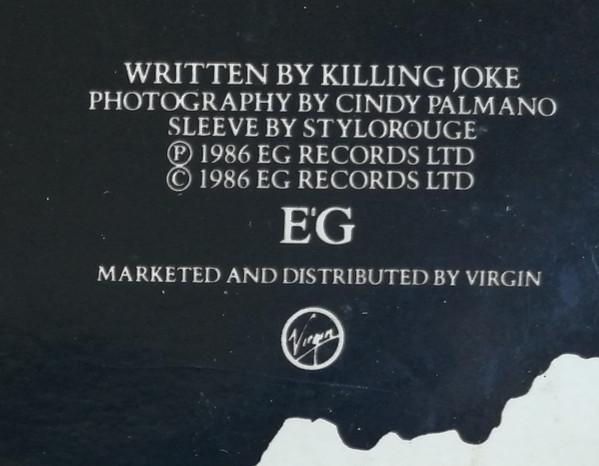 WRITTEN BY KILLING JOKE
PHOTOGRAPHY BY CINDY PALMANO
SLEEVE BY STYLOROUGE
℗ 1986 EG RECORDS LTD
© 1986 EG RECORDS LTD
E'G
MARKETED AND DISTRIBUTED BY VIRGIN
Virgin